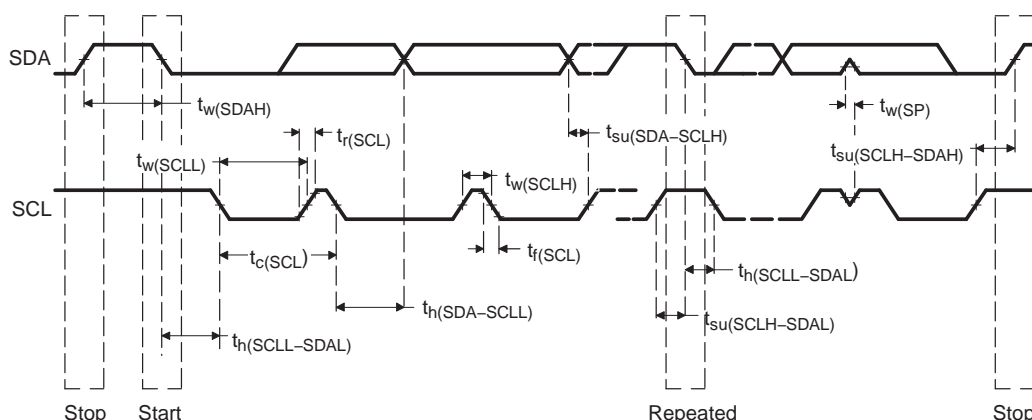 SDA
tw(SDAH)
tr(SCL)
tsu(SDA–SCLH)
tw(SP)
tw(SCLL)
tw(SCLH)
tsu(SCLH–SDAH)
SCL
tc(SCL)
tf(SCL)
th(SCLL–SDAL)
th(SDA–SCLL)
tsu(SCLH–SDAL)
th(SCLL–SDAL)
Stop Start Repeated Stop